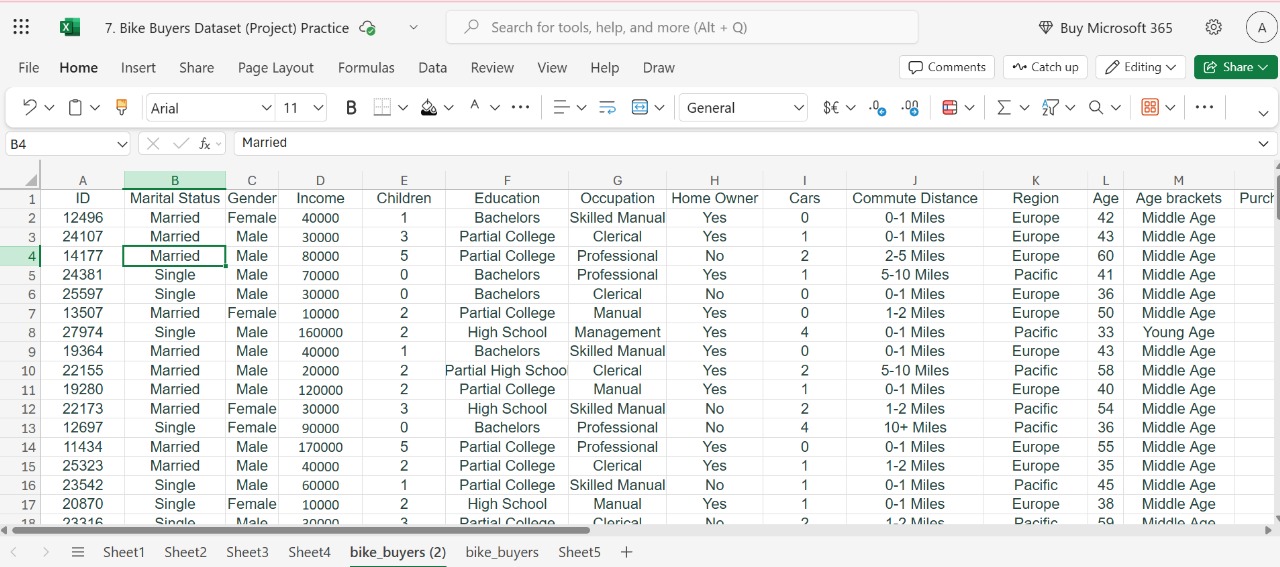 7. Bike Buyers Dataset (Project) Practice
Search for tools, help, and more (Alt + Q)
Buy Microsoft 365
A
File Home Insert Share Page Layout Formulas Data Review View Help Draw
Comments Catch up Editing Share
Arial 11 B A General $€ .0 .00
B4 fx Married
A B C D E F G H I J K L M
1 ID Marital Status Gender Income Children Education Occupation Home Owner Cars Commute Distance Region Age Age brackets Purch
2 12496 Married Female 40000 1 Bachelors Skilled Manual Yes 0 0-1 Miles Europe 42 Middle Age
3 24107 Married Male 30000 3 Partial College Clerical Yes 1 0-1 Miles Europe 43 Middle Age
4 14177 Married Male 80000 5 Partial College Professional No 2 2-5 Miles Europe 60 Middle Age
5 24381 Single Male 70000 0 Bachelors Professional Yes 1 5-10 Miles Pacific 41 Middle Age
6 25597 Single Male 30000 0 Bachelors Clerical No 0 0-1 Miles Europe 36 Middle Age
7 13507 Married Female 10000 2 Partial College Manual Yes 0 1-2 Miles Europe 50 Middle Age
8 27974 Single Male 160000 2 High School Management Yes 4 0-1 Miles Pacific 33 Young Age
9 19364 Married Male 40000 1 Bachelors Skilled Manual Yes 0 0-1 Miles Europe 43 Middle Age
10 22155 Married Male 20000 2 Partial High Schoo Clerical Yes 2 5-10 Miles Pacific 58 Middle Age
11 19280 Married Male 120000 2 Partial College Manual Yes 1 0-1 Miles Europe 40 Middle Age
12 22173 Married Female 30000 3 High School Skilled Manual No 2 1-2 Miles Pacific 54 Middle Age
13 12697 Single Female 90000 0 Bachelors Professional No 4 10+ Miles Pacific 36 Middle Age
14 11434 Married Male 170000 5 Partial College Professional Yes 0 0-1 Miles Europe 55 Middle Age
15 25323 Married Male 40000 2 Partial College Clerical Yes 1 1-2 Miles Europe 35 Middle Age
16 23542 Single Male 60000 1 Partial College Skilled Manual No 1 0-1 Miles Pacific 45 Middle Age
17 20870 Single Female 10000 2 High School Manual Yes 1 0-1 Miles Europe 38 Middle Age
18 23316 Single Male 30000 3 Partial College Clerical No 2 1-2 Miles Pacific 59 Middle Age
Sheet1 Sheet2 Sheet3 Sheet4 bike_buyers (2) bike_buyers Sheet5